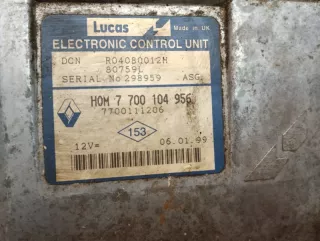 Lucas Made in UK
ELECTRONIC CONTROL UNIT
DCN R04080012M
80759L
SERIAL No 298959 ASG.
HOM 7 700 104 956
7700111206
153
12V= 06.01.99